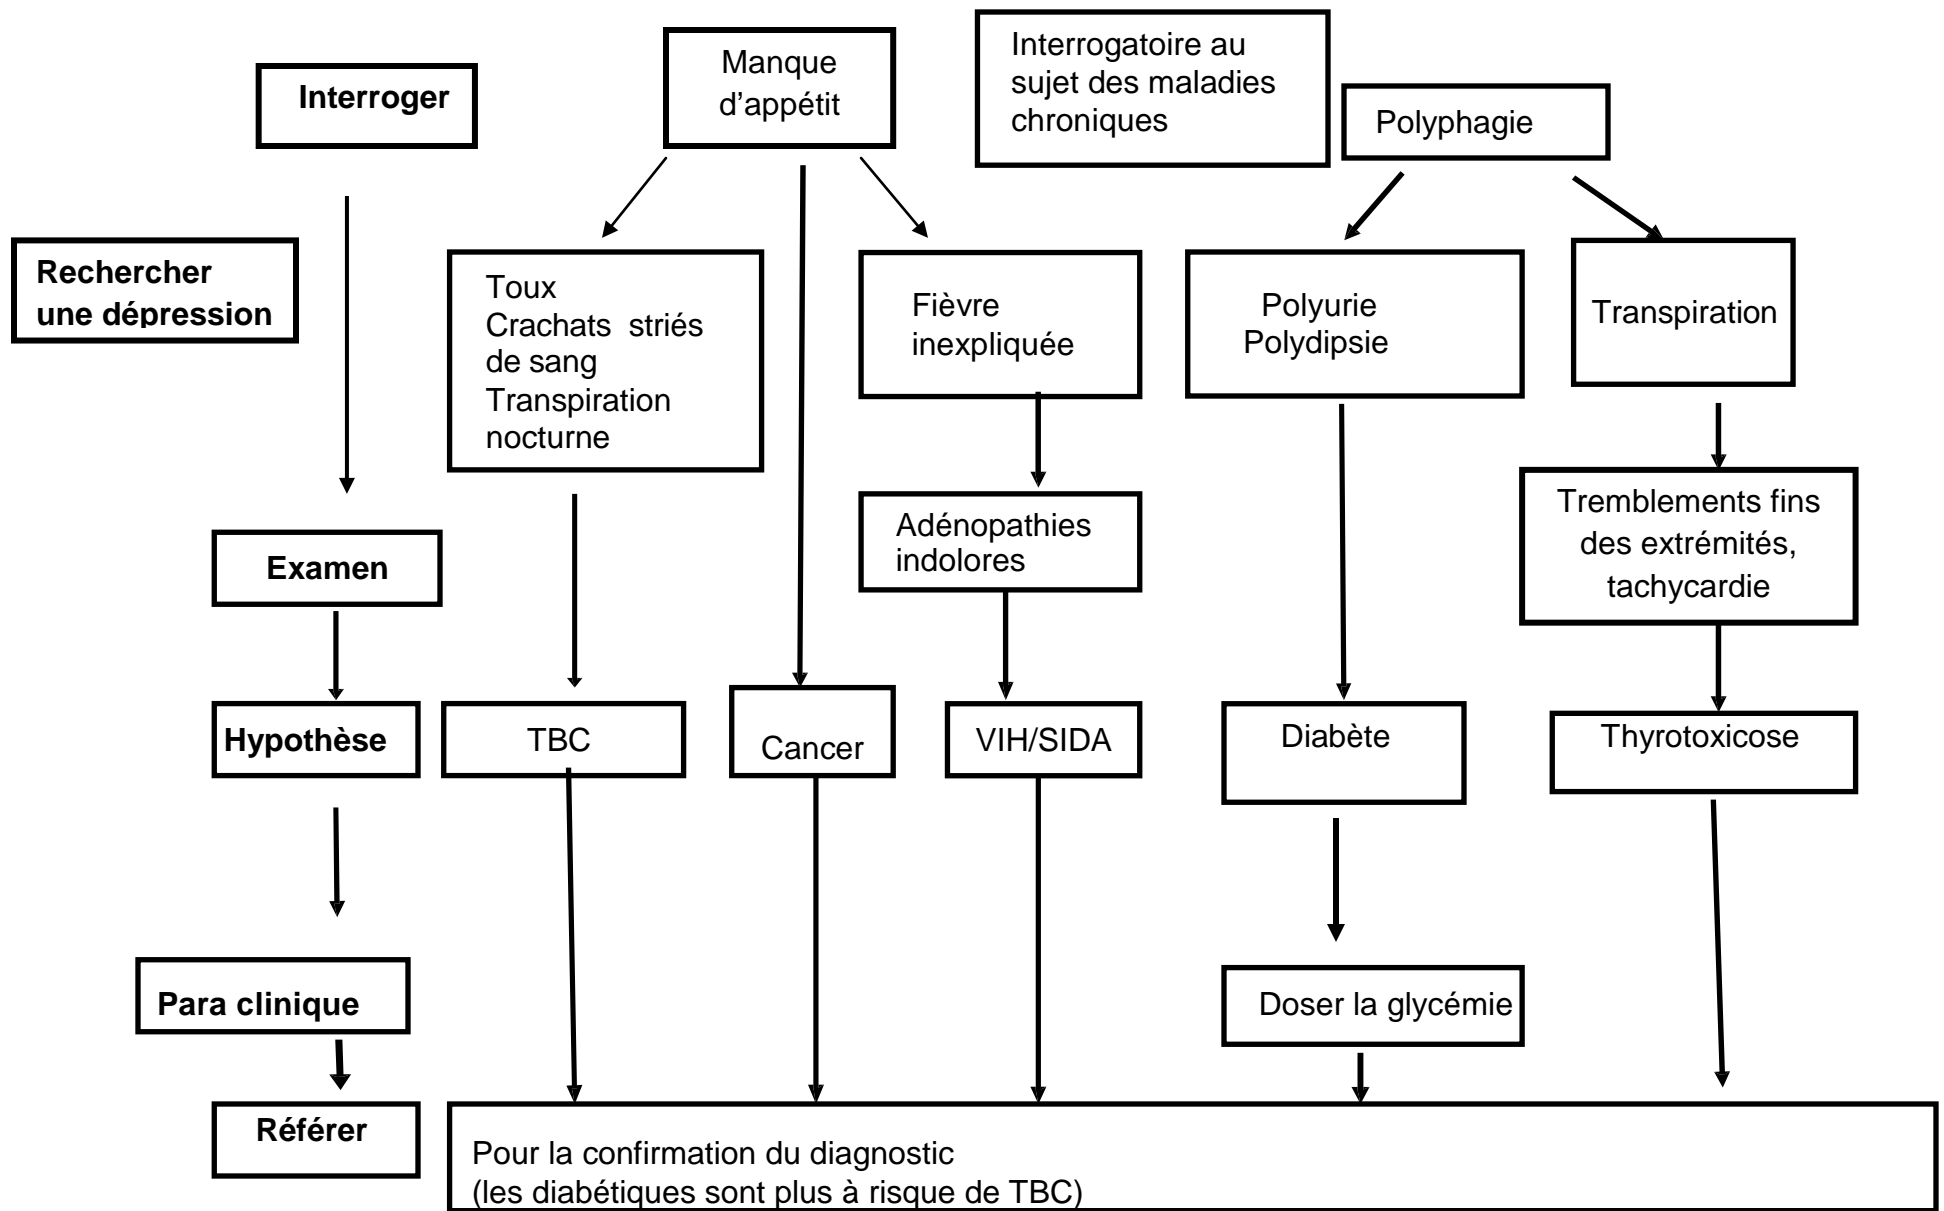 Interroger
Manque
d’appétit
Interrogatoire au
sujet des maladies
chroniques
Polyphagie
Rechercher
une dépression
Toux
Crachats striés
de sang
Transpiration
nocturne
Fièvre
inexpliquée
Polyurie
Polydipsie
Transpiration
Examen
Adénopathies
indolores
Tremblements fins
des extrémités,
tachycardie
Hypothèse
TBC
Cancer
VIH/SIDA
Diabète
Thyrotoxicose
Para clinique
Doser la glycémie
Référer
Pour la confirmation du diagnostic
(les diabétiques sont plus à risque de TBC)